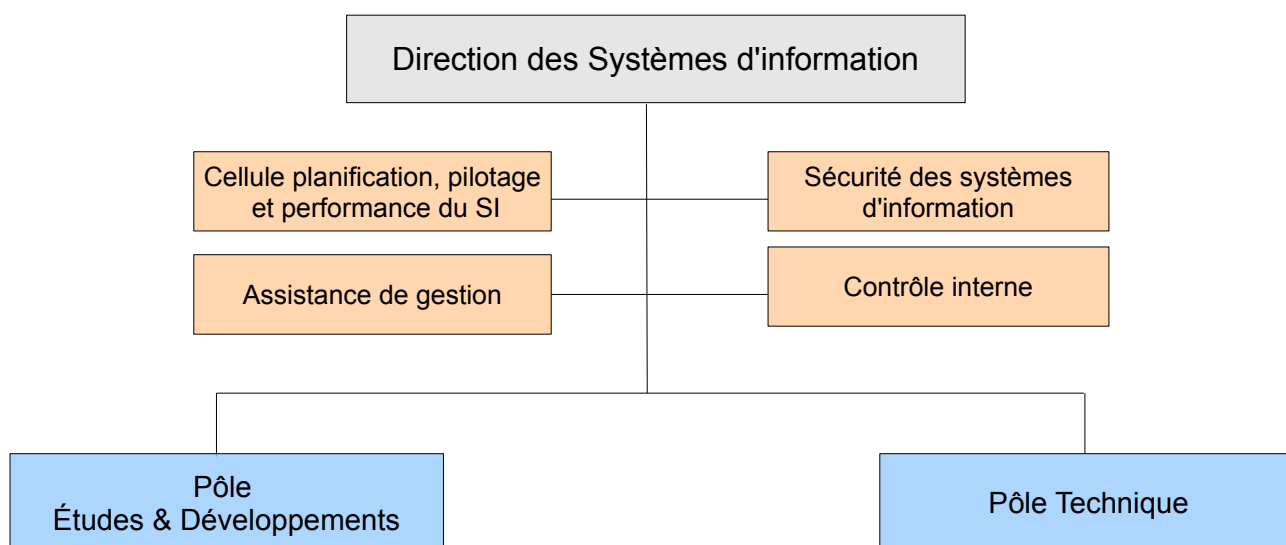 Direction des Systèmes d'information
Cellule planification, pilotage
et performance du SI
Sécurité des systèmes
d'information
Assistance de gestion
Contrôle interne
Pôle
Études & Développements
Pôle Technique